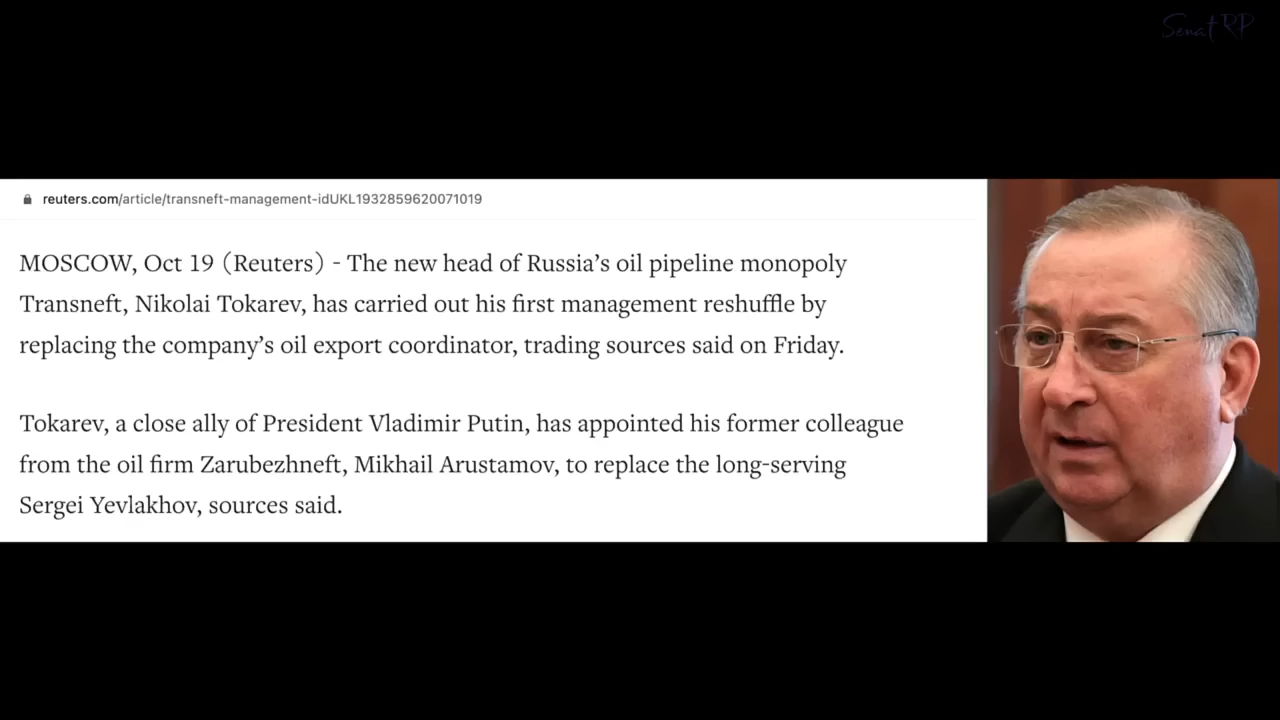 Senat RP
reuters.com/article/transneft-management-idUKL1932859620071019
MOSCOW, Oct 19 (Reuters) - The new head of Russia’s oil pipeline monopoly
Transneft, Nikolai Tokarev, has carried out his first management reshuffle by
replacing the company’s oil export coordinator, trading sources said on Friday.
Tokarev, a close ally of President Vladimir Putin, has appointed his former colleague
from the oil firm Zarubezhneft, Mikhail Arustamov, to replace the long-serving
Sergei Yevlakhov, sources said.